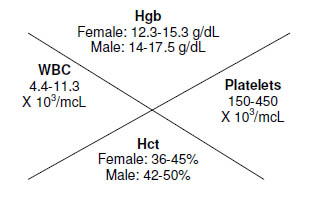 Hgb
Female: 12.3-15.3 g/dL
Male: 14-17.5 g/dL
WBC
4.4-11.3
X 10³/mcL
Platelets
150-450
X 10³/mcL
Hct
Female: 36-45%
Male: 42-50%